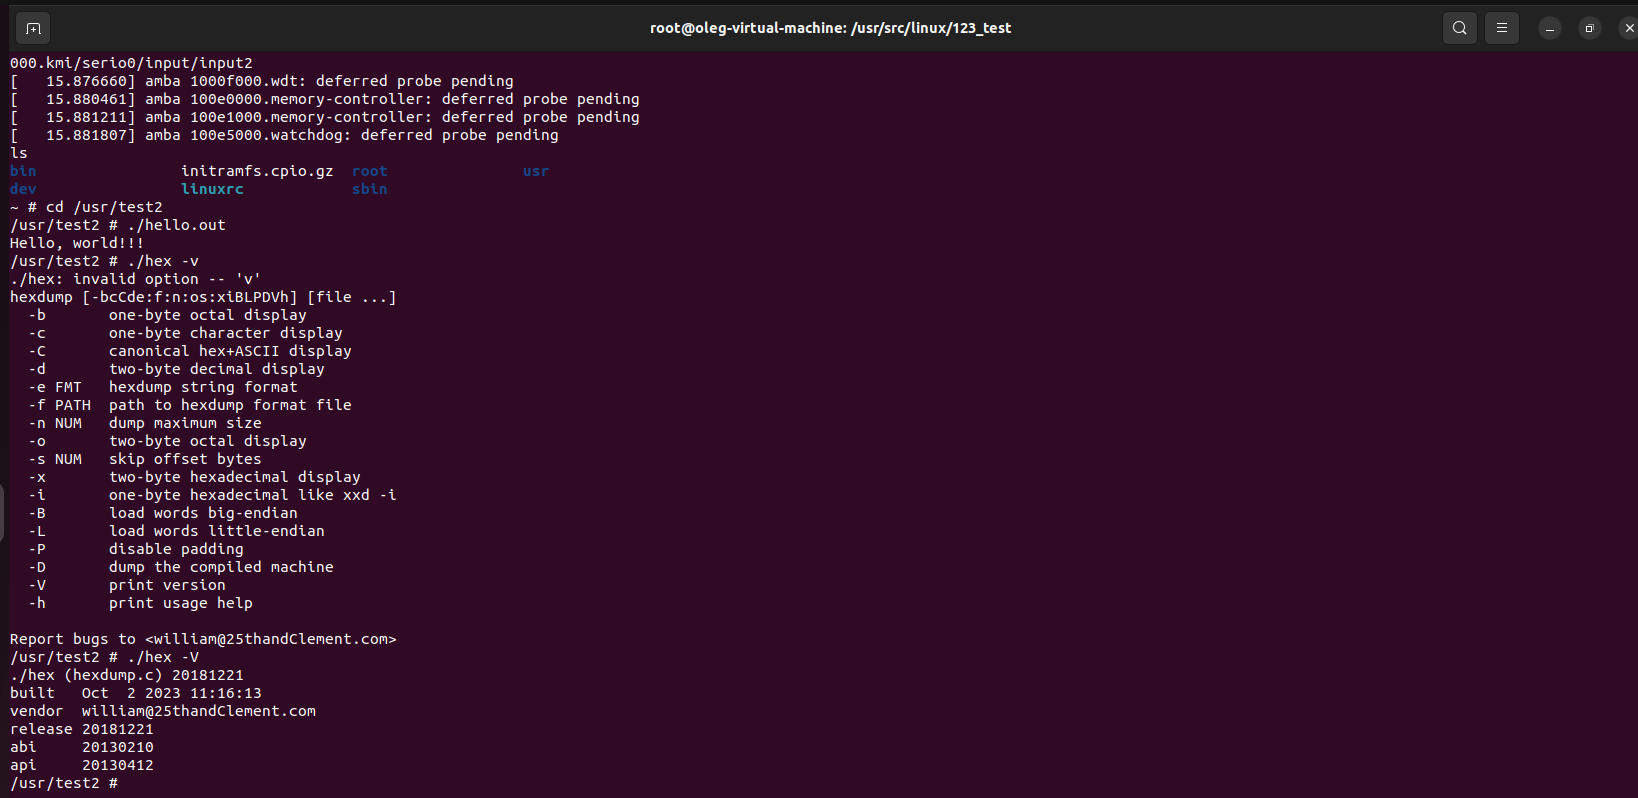 root@oleg-virtual-machine: /usr/src/linux/123_test
000.kmi/serio0/input/input2
[   15.876660] amba 1000f000.wdt: deferred probe pending
[   15.880461] amba 100e0000.memory-controller: deferred probe pending
[   15.881211] amba 100e1000.memory-controller: deferred probe pending
[   15.881807] amba 100e5000.watchdog: deferred probe pending
ls
bin                initramfs.cpio.gz  root               usr
dev                linuxrc            sbin
~ # cd /usr/test2
/usr/test2 # ./hello.out
Hello, world!!!
/usr/test2 # ./hex -v
./hex: invalid option -- 'v'
hexdump [-bcCde:f:n:os:xiBLPDVh] [file ...]
  -b       one-byte octal display
  -c       one-byte character display
  -C       canonical hex+ASCII display
  -d       two-byte decimal display
  -e FMT   hexdump string format
  -f PATH  path to hexdump format file
  -n NUM   dump maximum size
  -o       two-byte octal display
  -s NUM   skip offset bytes
  -x       two-byte hexadecimal display
  -i       one-byte hexadecimal like xxd -i
  -B       load words big-endian
  -L       load words little-endian
  -P       disable padding
  -D       dump the compiled machine
  -V       print version
  -h       print usage help

Report bugs to <william@25thandClement.com>
/usr/test2 # ./hex -V
./hex (hexdump.c) 20181221
built   Oct  2 2023 11:16:13
vendor  william@25thandClement.com
release 20181221
abi     20130210
api     20130412
/usr/test2 #